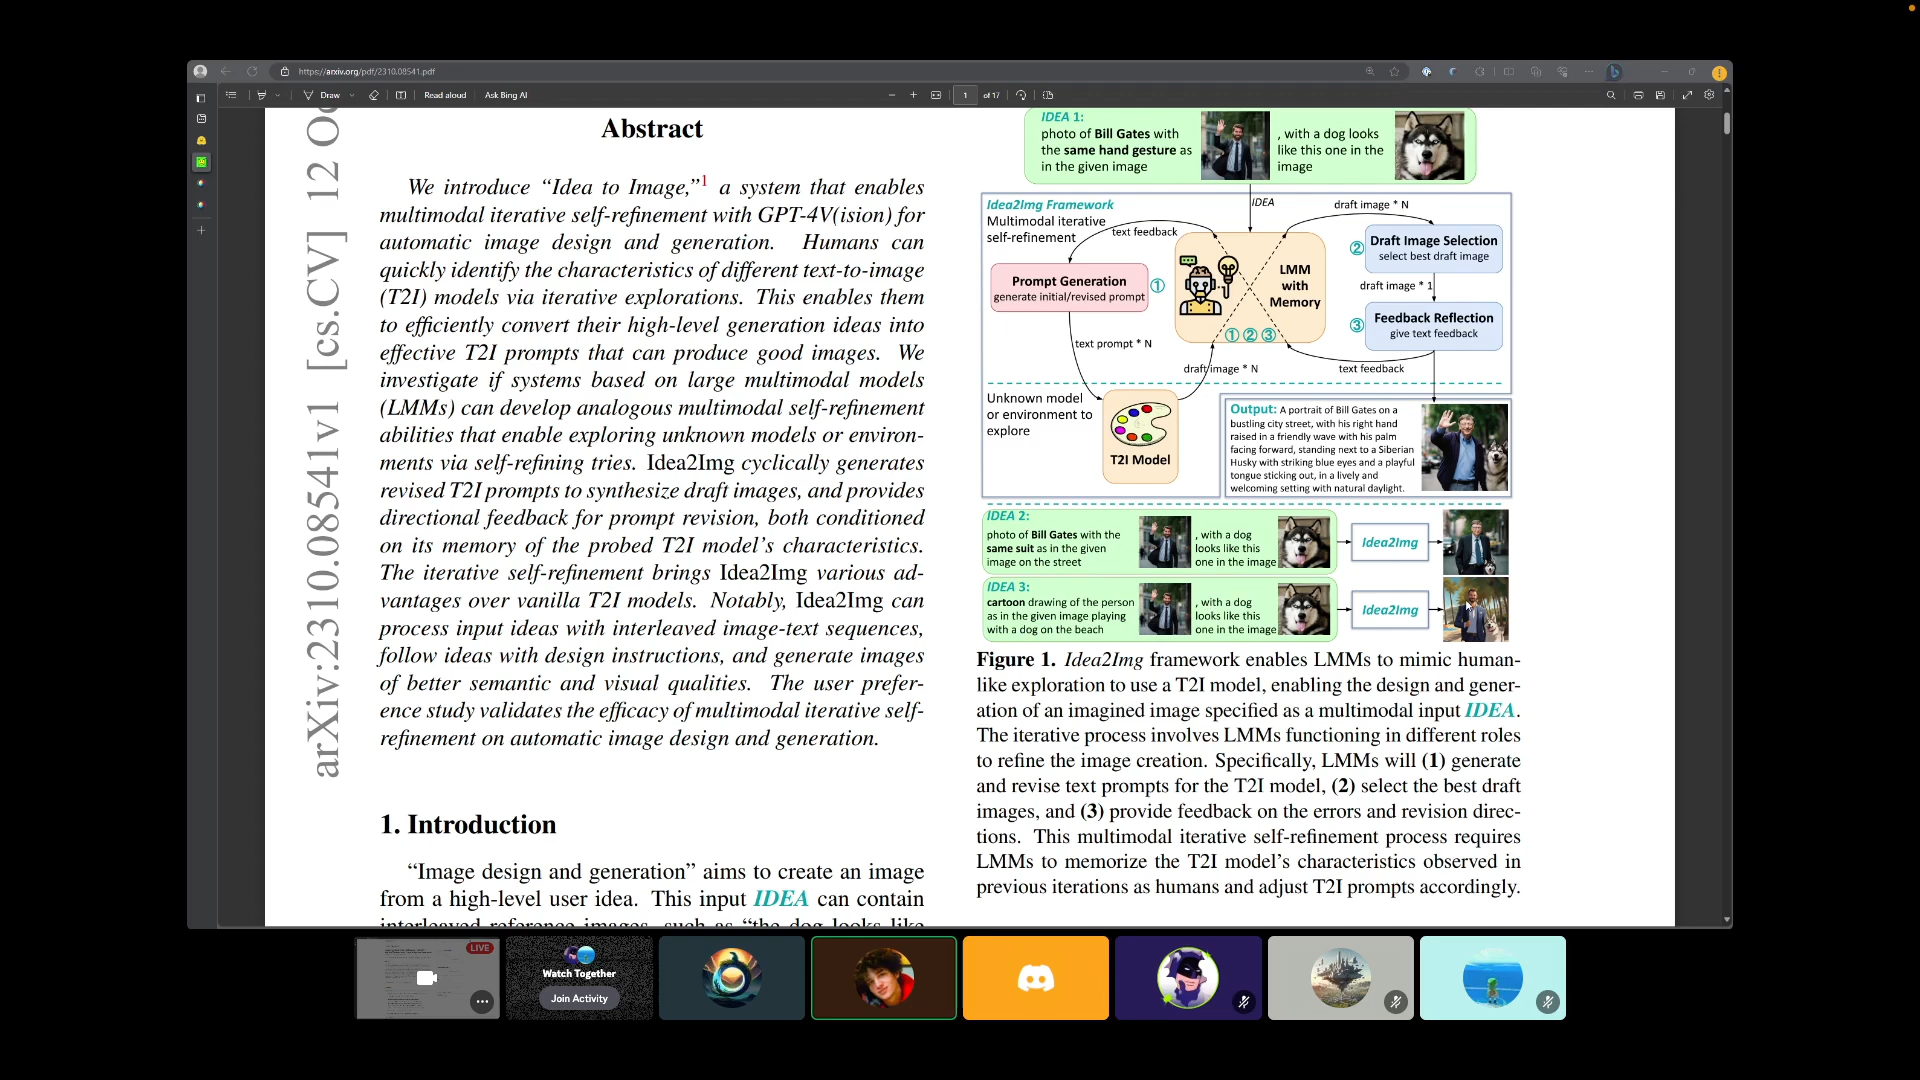 https://arxiv.org/pdf/2310.08541.pdf
Draw
Read aloud
Ask Bing AI
1
of 17
arXiv:2310.08541v1 [cs.CV] 12 Oc
Abstract
We introduce “Idea to Image,”1 a system that enables
multimodal iterative self-refinement with GPT-4V(ision) for
automatic image design and generation. Humans can
quickly identify the characteristics of different text-to-image
(T2I) models via iterative explorations. This enables them
to efficiently convert their high-level generation ideas into
effective T2I prompts that can produce good images. We
investigate if systems based on large multimodal models
(LMMs) can develop analogous multimodal self-refinement
abilities that enable exploring unknown models or environ-
ments via self-refining tries. Idea2Img cyclically generates
revised T2I prompts to synthesize draft images, and provides
directional feedback for prompt revision, both conditioned
on its memory of the probed T2I model’s characteristics.
The iterative self-refinement brings Idea2Img various ad-
vantages over vanilla T2I models. Notably, Idea2Img can
process input ideas with interleaved image-text sequences,
follow ideas with design instructions, and generate images
of better semantic and visual qualities. The user prefer-
ence study validates the efficacy of multimodal iterative self-
refinement on automatic image design and generation.
1. Introduction
“Image design and generation” aims to create an image
from a high-level user idea. This input IDEA can contain
interleaved reference images, such as “the dog looks like
IDEA 1:
photo of Bill Gates with
the same hand gesture as
in the given image
, with a dog looks
like this one in the
image
Idea2Img Framework
Multimodal iterative
self-refinement
IDEA
draft image * N
text feedback
Prompt Generation
generate initial/revised prompt
①
LMM
with
Memory
① ② ③
②
Draft Image Selection
select best draft image
draft image * 1
③
Feedback Reflection
give text feedback
text prompt * N
draft image * N
text feedback
Unknown model
or environment to
explore
T2I Model
Output: A portrait of Bill Gates on a
bustling city street, with his right hand
raised in a friendly wave with his palm
facing forward, standing next to a Siberian
Husky with striking blue eyes and a playful
tongue sticking out, in a lively and
welcoming setting with natural daylight.
IDEA 2:
photo of Bill Gates with the
same suit as in the given
image on the street
, with a dog
looks like this
one in the image
Idea2Img
IDEA 3:
cartoon drawing of the person
as in the given image playing
with a dog on the beach
, with a dog
looks like this
one in the image
Idea2Img
Figure 1. Idea2Img framework enables LMMs to mimic human-
like exploration to use a T2I model, enabling the design and gener-
ation of an imagined image specified as a multimodal input IDEA.
The iterative process involves LMMs functioning in different roles
to refine the image creation. Specifically, LMMs will (1) generate
and revise text prompts for the T2I model, (2) select the best draft
images, and (3) provide feedback on the errors and revision direc-
tions. This multimodal iterative self-refinement process requires
LMMs to memorize the T2I model’s characteristics observed in
previous iterations as humans and adjust T2I prompts accordingly.
LIVE
Watch Together
Join Activity